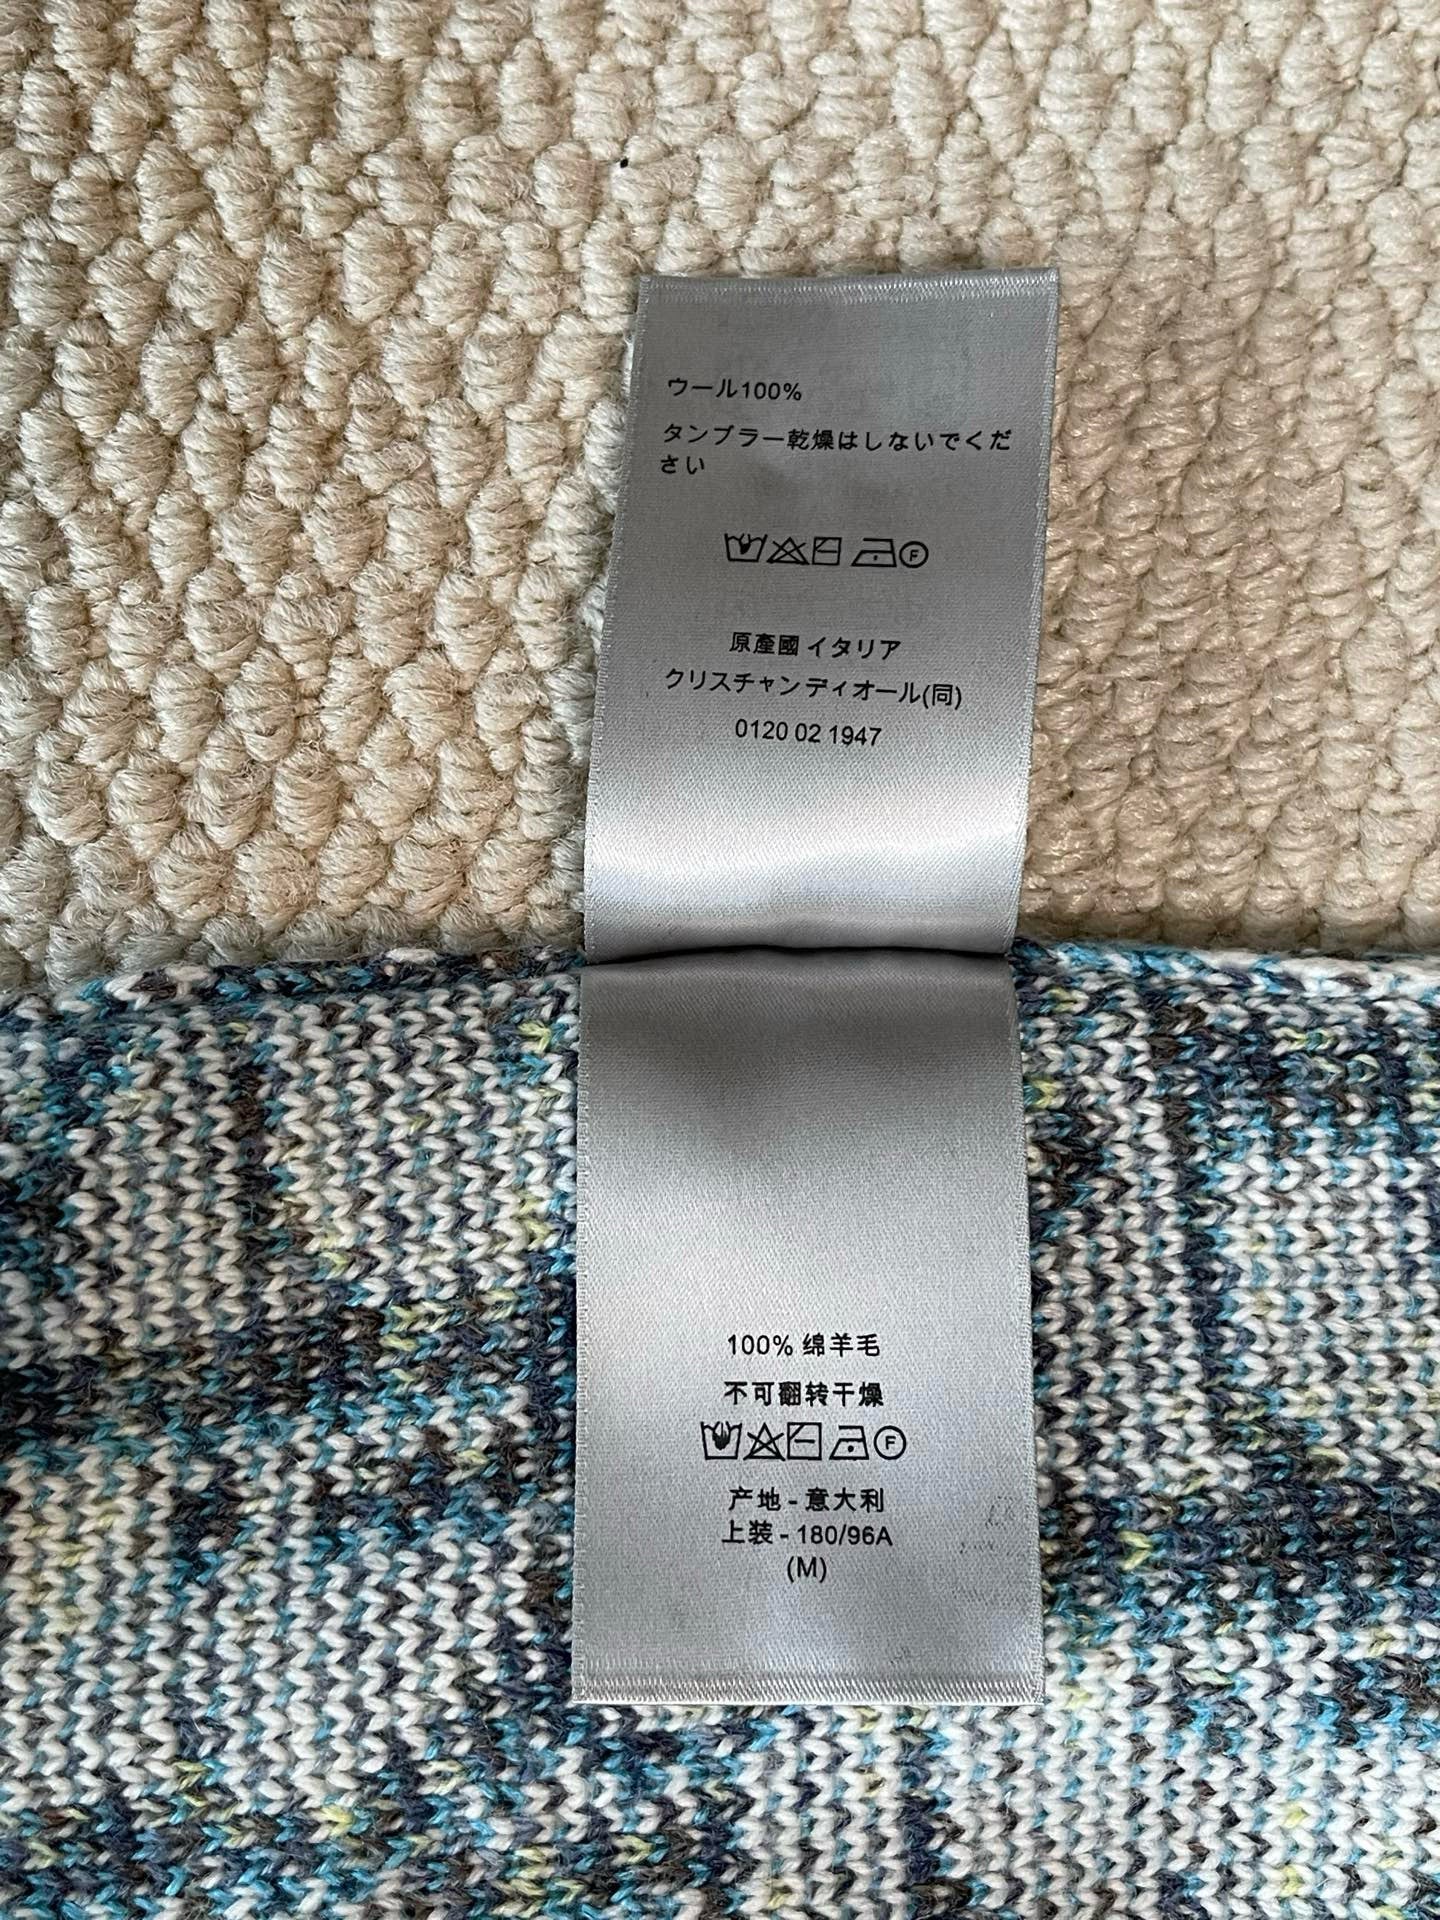 ウール100%
タンブラー乾燥はしないでくだ
さい
F
原產國 イタリア
クリスチャン ディオール(同)
0120 02 1947
100% 绵羊毛
不可翻转干燥
F
产地 - 意大利
上装 - 180/96A
(M)